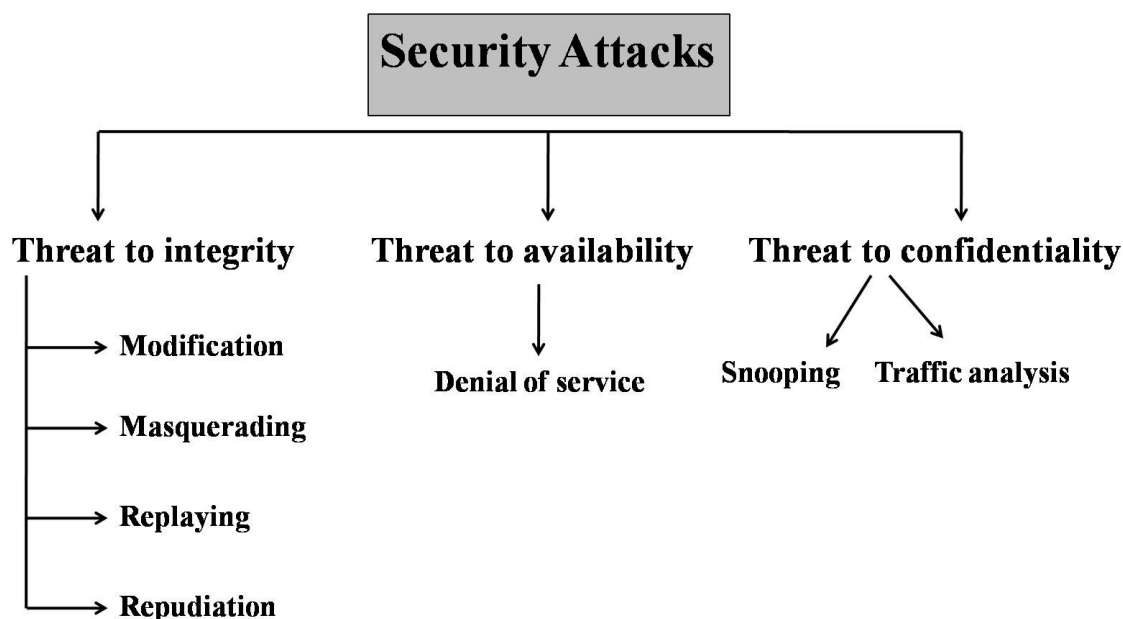 Security Attacks
Threat to integrity
Threat to availability
Threat to confidentiality
Modification
Masquerading
Replaying
Repudiation
Denial of service
Snooping
Traffic analysis